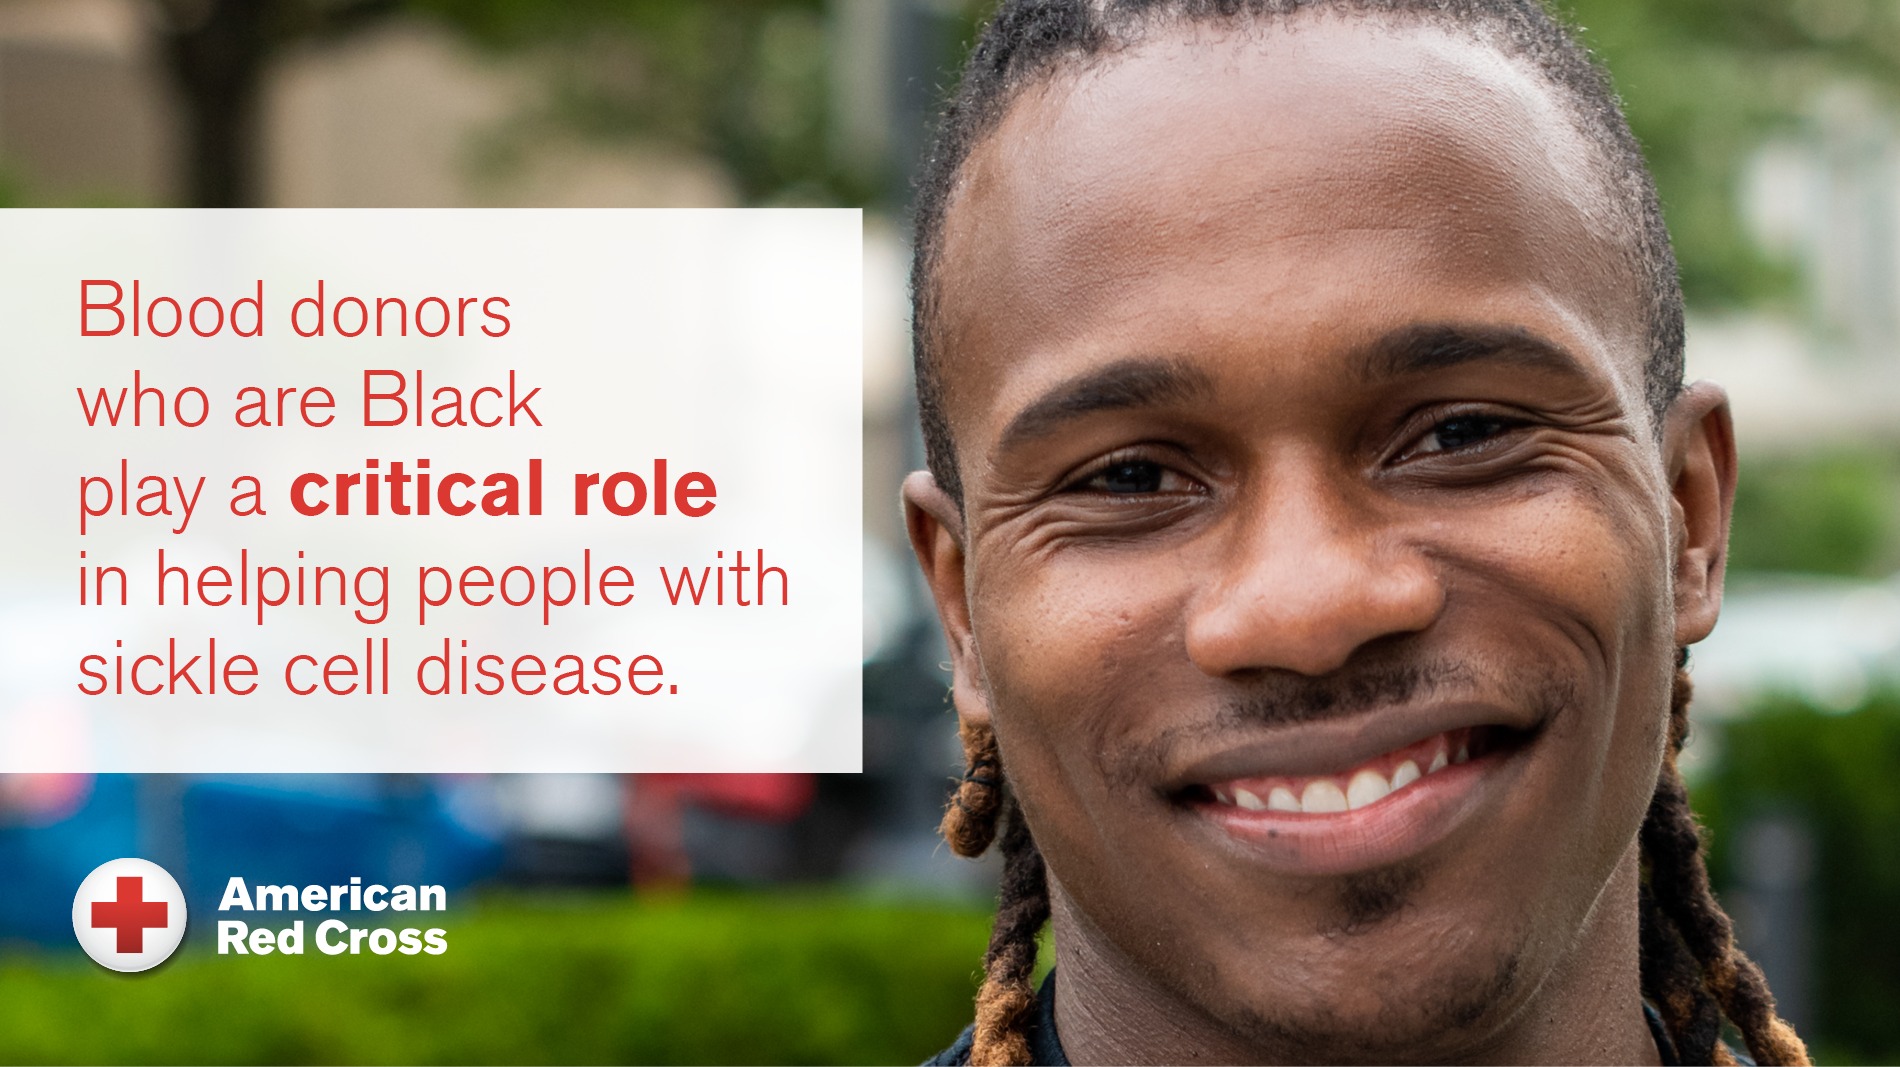 Blood donors
who are Black
play a critical role
in helping people with
sickle cell disease.
American
Red Cross